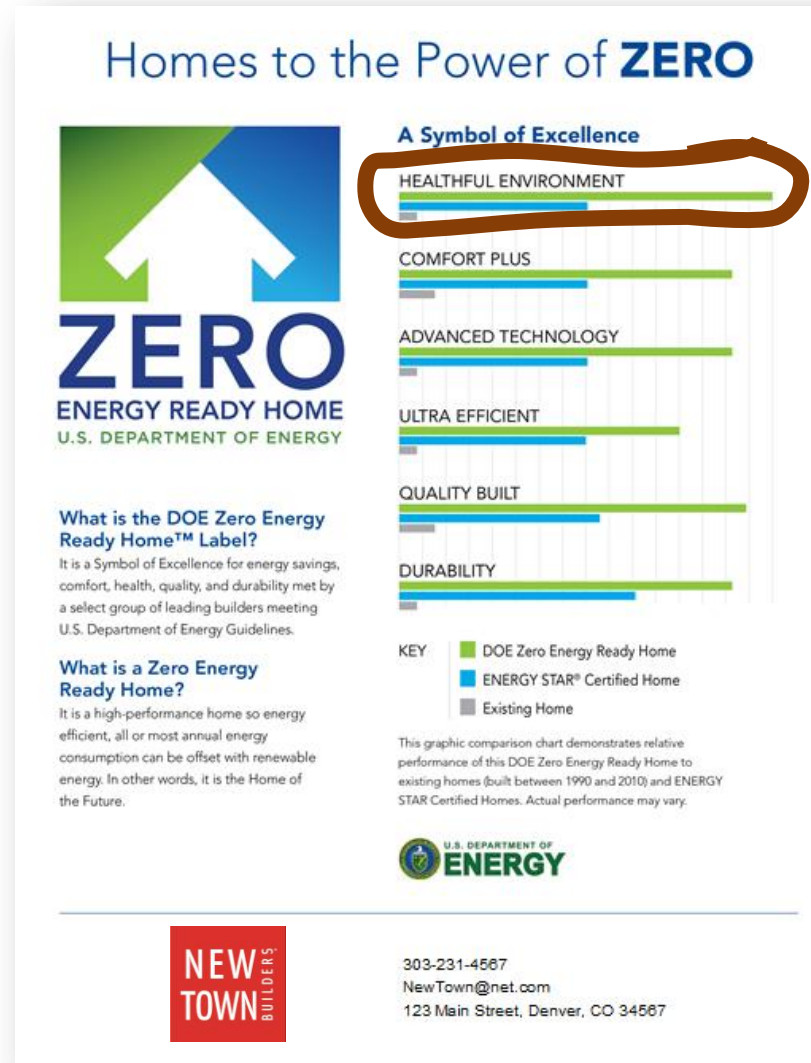 Homes to the Power of ZERO
ZERO
ENERGY READY HOME
U.S. DEPARTMENT OF ENERGY
What is the DOE Zero Energy
Ready Home™ Label?
It is a Symbol of Excellence for energy savings,
comfort, health, quality, and durability met by
a select group of leading builders meeting
U.S. Department of Energy Guidelines.
What is a Zero Energy
Ready Home?
It is a high-performance home so energy
efficient, all or most annual energy
consumption can be offset with renewable
energy. In other words, it is the Home of
the Future.
A Symbol of Excellence
HEALTHFUL ENVIRONMENT
COMFORT PLUS
ADVANCED TECHNOLOGY
ULTRA EFFICIENT
QUALITY BUILT
DURABILITY
KEY
DOE Zero Energy Ready Home
ENERGY STAR® Certified Home
Existing Home
This graphic comparison chart demonstrates relative
performance of this DOE Zero Energy Ready Home to
existing homes (built between 1990 and 2010) and ENERGY
STAR Certified Homes. Actual performance may vary.
U.S. DEPARTMENT OF
ENERGY
NEW
TOWN
BUILDERS
303-231-4567
NewTown@net.com
123 Main Street, Denver, CO 34567